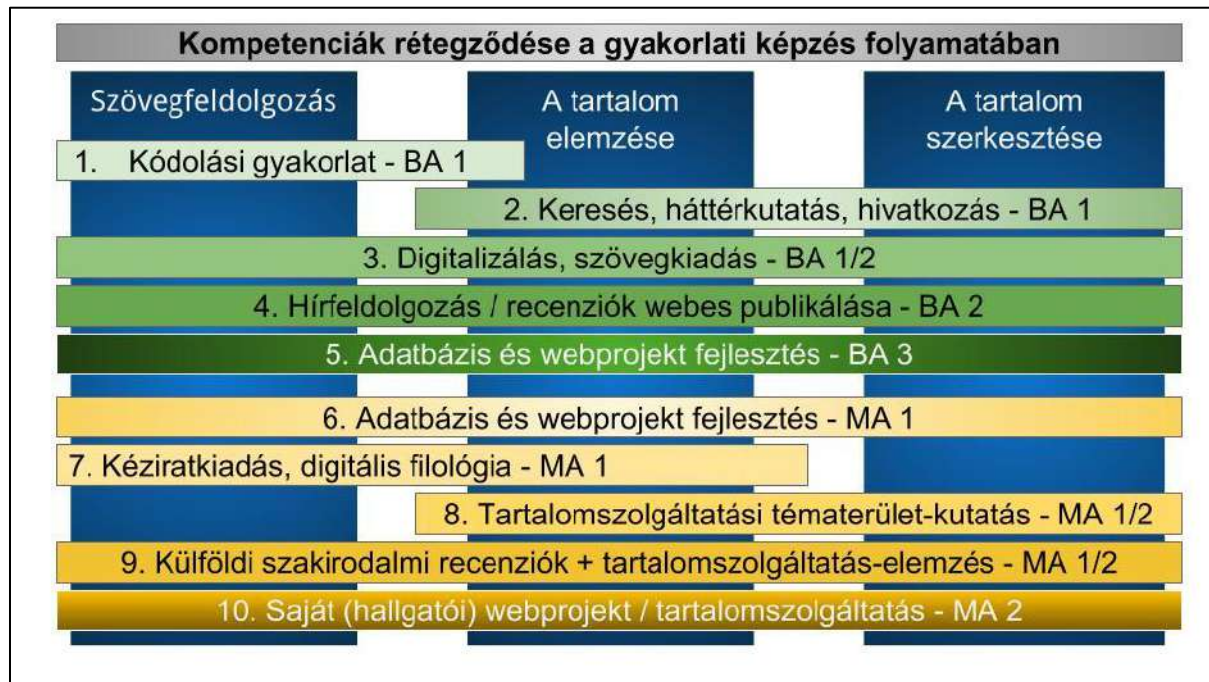 Kompetenciák rétegződése a gyakorlati képzés folyamatában
Szövegfeldolgozás
A tartalom
elemzése
A tartalom
szerkesztése
1. Kódolási gyakorlat - BA 1
2. Keresés, háttérkutatás, hivatkozás - BA 1
3. Digitalizálás, szövegkiadás - BA 1/2
4. Hírfeldolgozás / recenziók webes publikálása - BA 2
5. Adatbázis és webprojekt fejlesztés - BA 3
6. Adatbázis és webprojekt fejlesztés - MA 1
7. Kéziratkiadás, digitális filológia - MA 1
8. Tartalomszolgáltatási tématerület-kutatás - MA 1/2
9. Külföldi szakirodalmi recenziók + tartalomszolgáltatás-elemzés - MA 1/2
10. Saját (hallgatói) webprojekt / tartalomszolgáltatás - MA 2